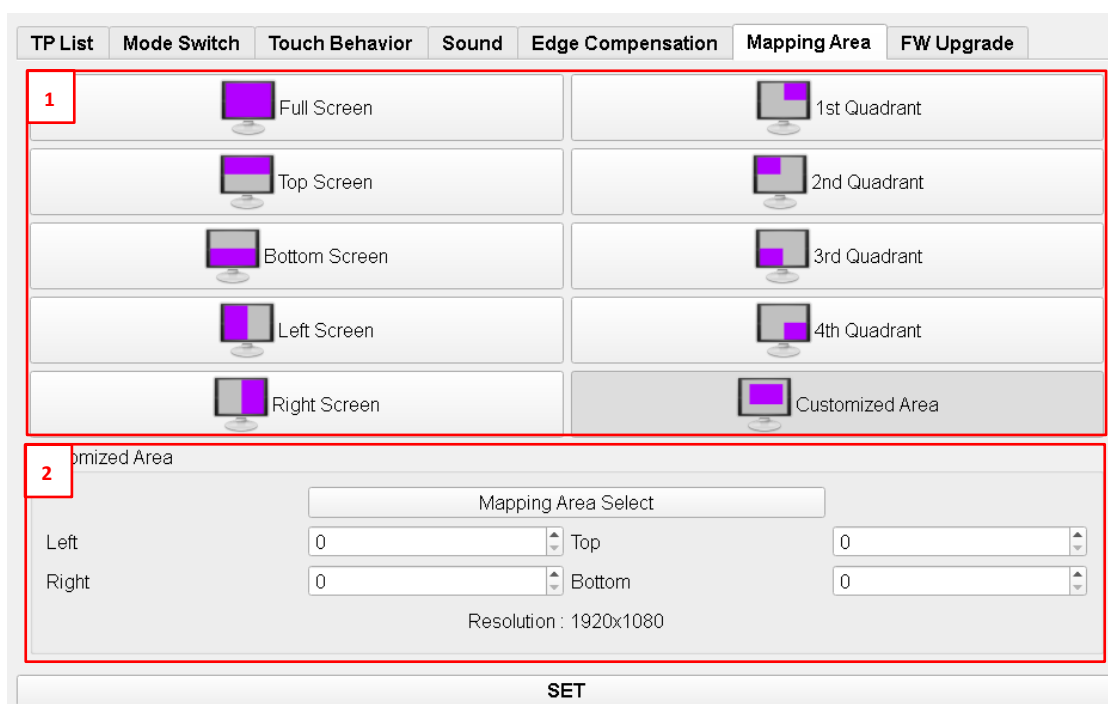 TP List Mode Switch Touch Behavior Sound Edge Compensation Mapping Area FW Upgrade
1
Full Screen 1st Quadrant
Top Screen 2nd Quadrant
Bottom Screen 3rd Quadrant
Left Screen 4th Quadrant
Right Screen Customized Area
2
omized Area
Mapping Area Select
Left 0 Top 0
Right 0 Bottom 0
Resolution : 1920x1080
SET